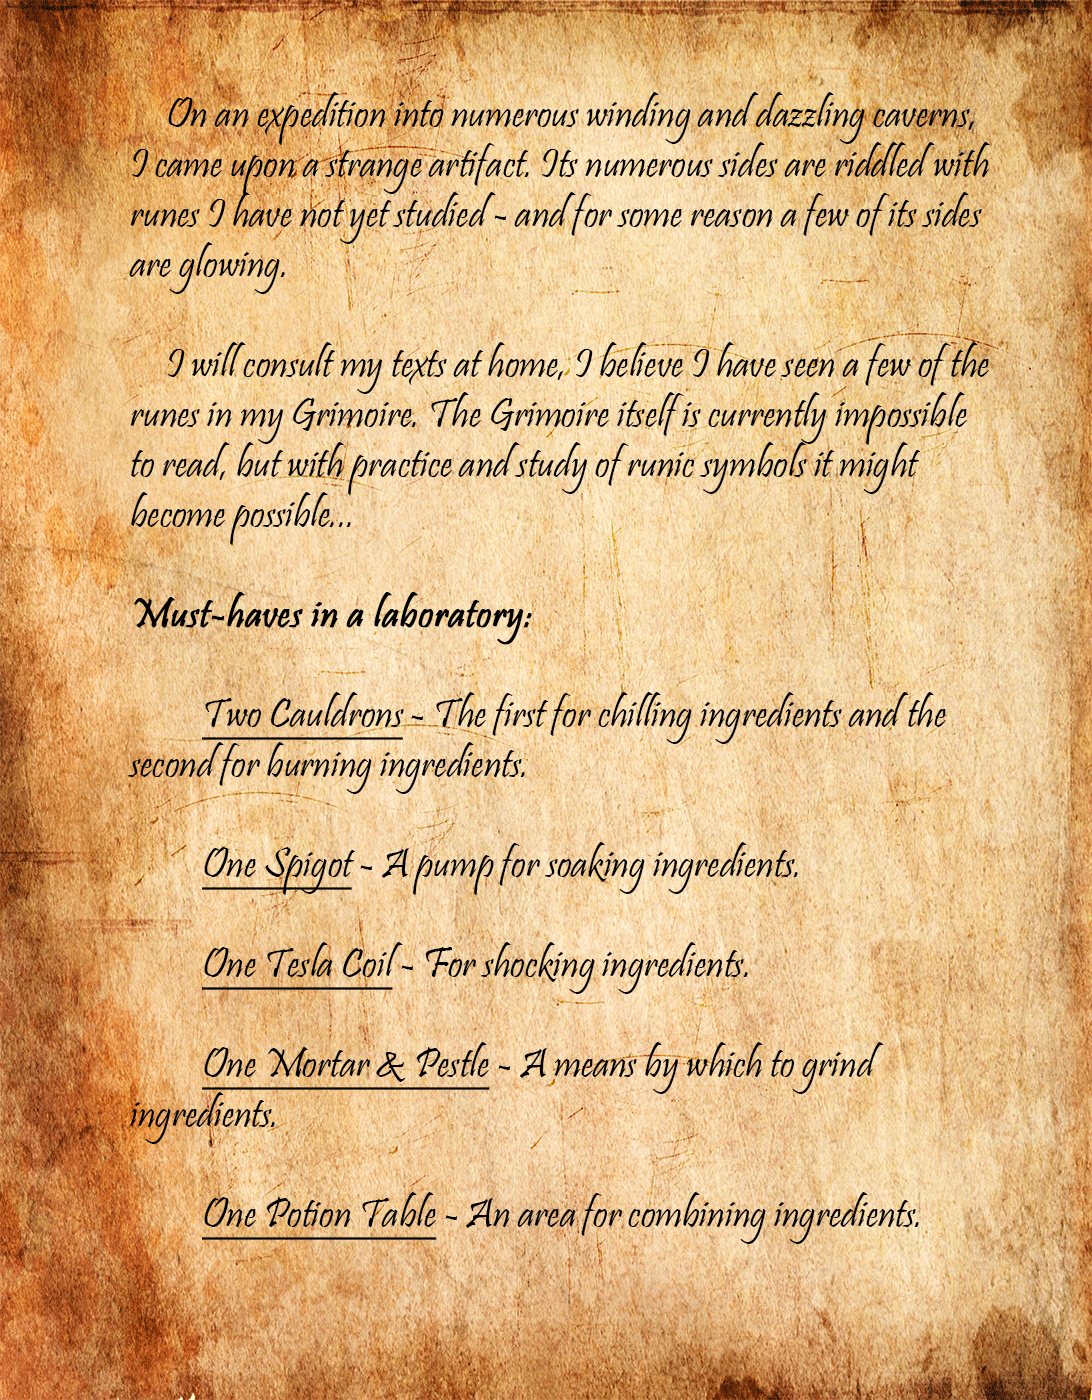 On an expedition into numerous winding and dazzling caverns,
I came upon a strange artifact. Its numerous sides are riddled with
runes I have not yet studied - and for some reason a few of its sides
are glowing.
I will consult my texts at home, I believe I have seen a few of the
runes in my Grimoire. The Grimoire itself is currently impossible
to read, but with practice and study of runic symbols it might
become possible...
Must-haves in a laboratory:
Two Cauldrons - The first for chilling ingredients and the
second for burning ingredients.
One Spigot - A pump for soaking ingredients.
One Tesla Coil - For shocking ingredients.
One Mortar & Pestle - A means by which to grind
ingredients.
One Potion Table - An area for combining ingredients.